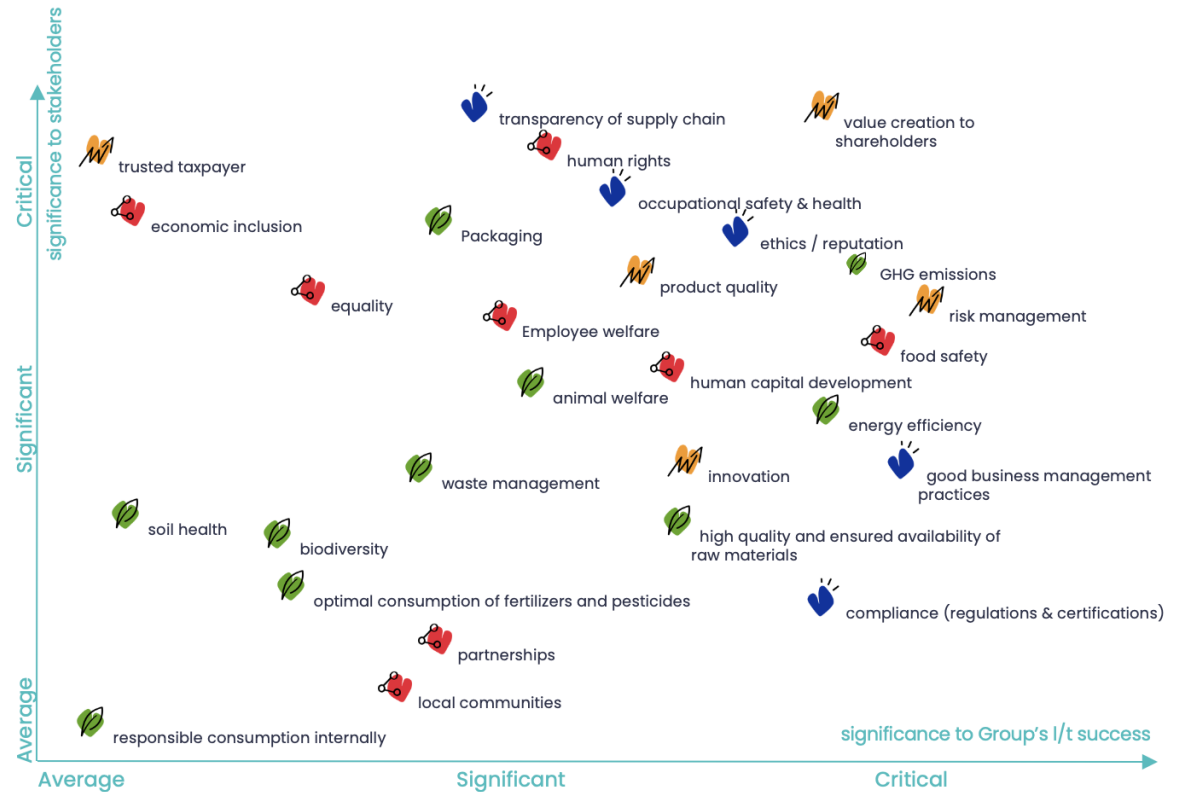 significance to stakeholders
Critical
Significant
Average
transparency of supply chain
value creation to
shareholders
trusted taxpayer
human rights
occupational safety & health
economic inclusion
Packaging
ethics / reputation
GHG emissions
product quality
equality
risk management
Employee welfare
food safety
human capital development
animal welfare
energy efficiency
waste management
innovation
good business management
practices
soil health
biodiversity
high quality and ensured availability of
raw materials
optimal consumption of fertilizers and pesticides
compliance (regulations & certifications)
partnerships
local communities
responsible consumption internally
significance to Group's l/t success
Average
Significant
Critical